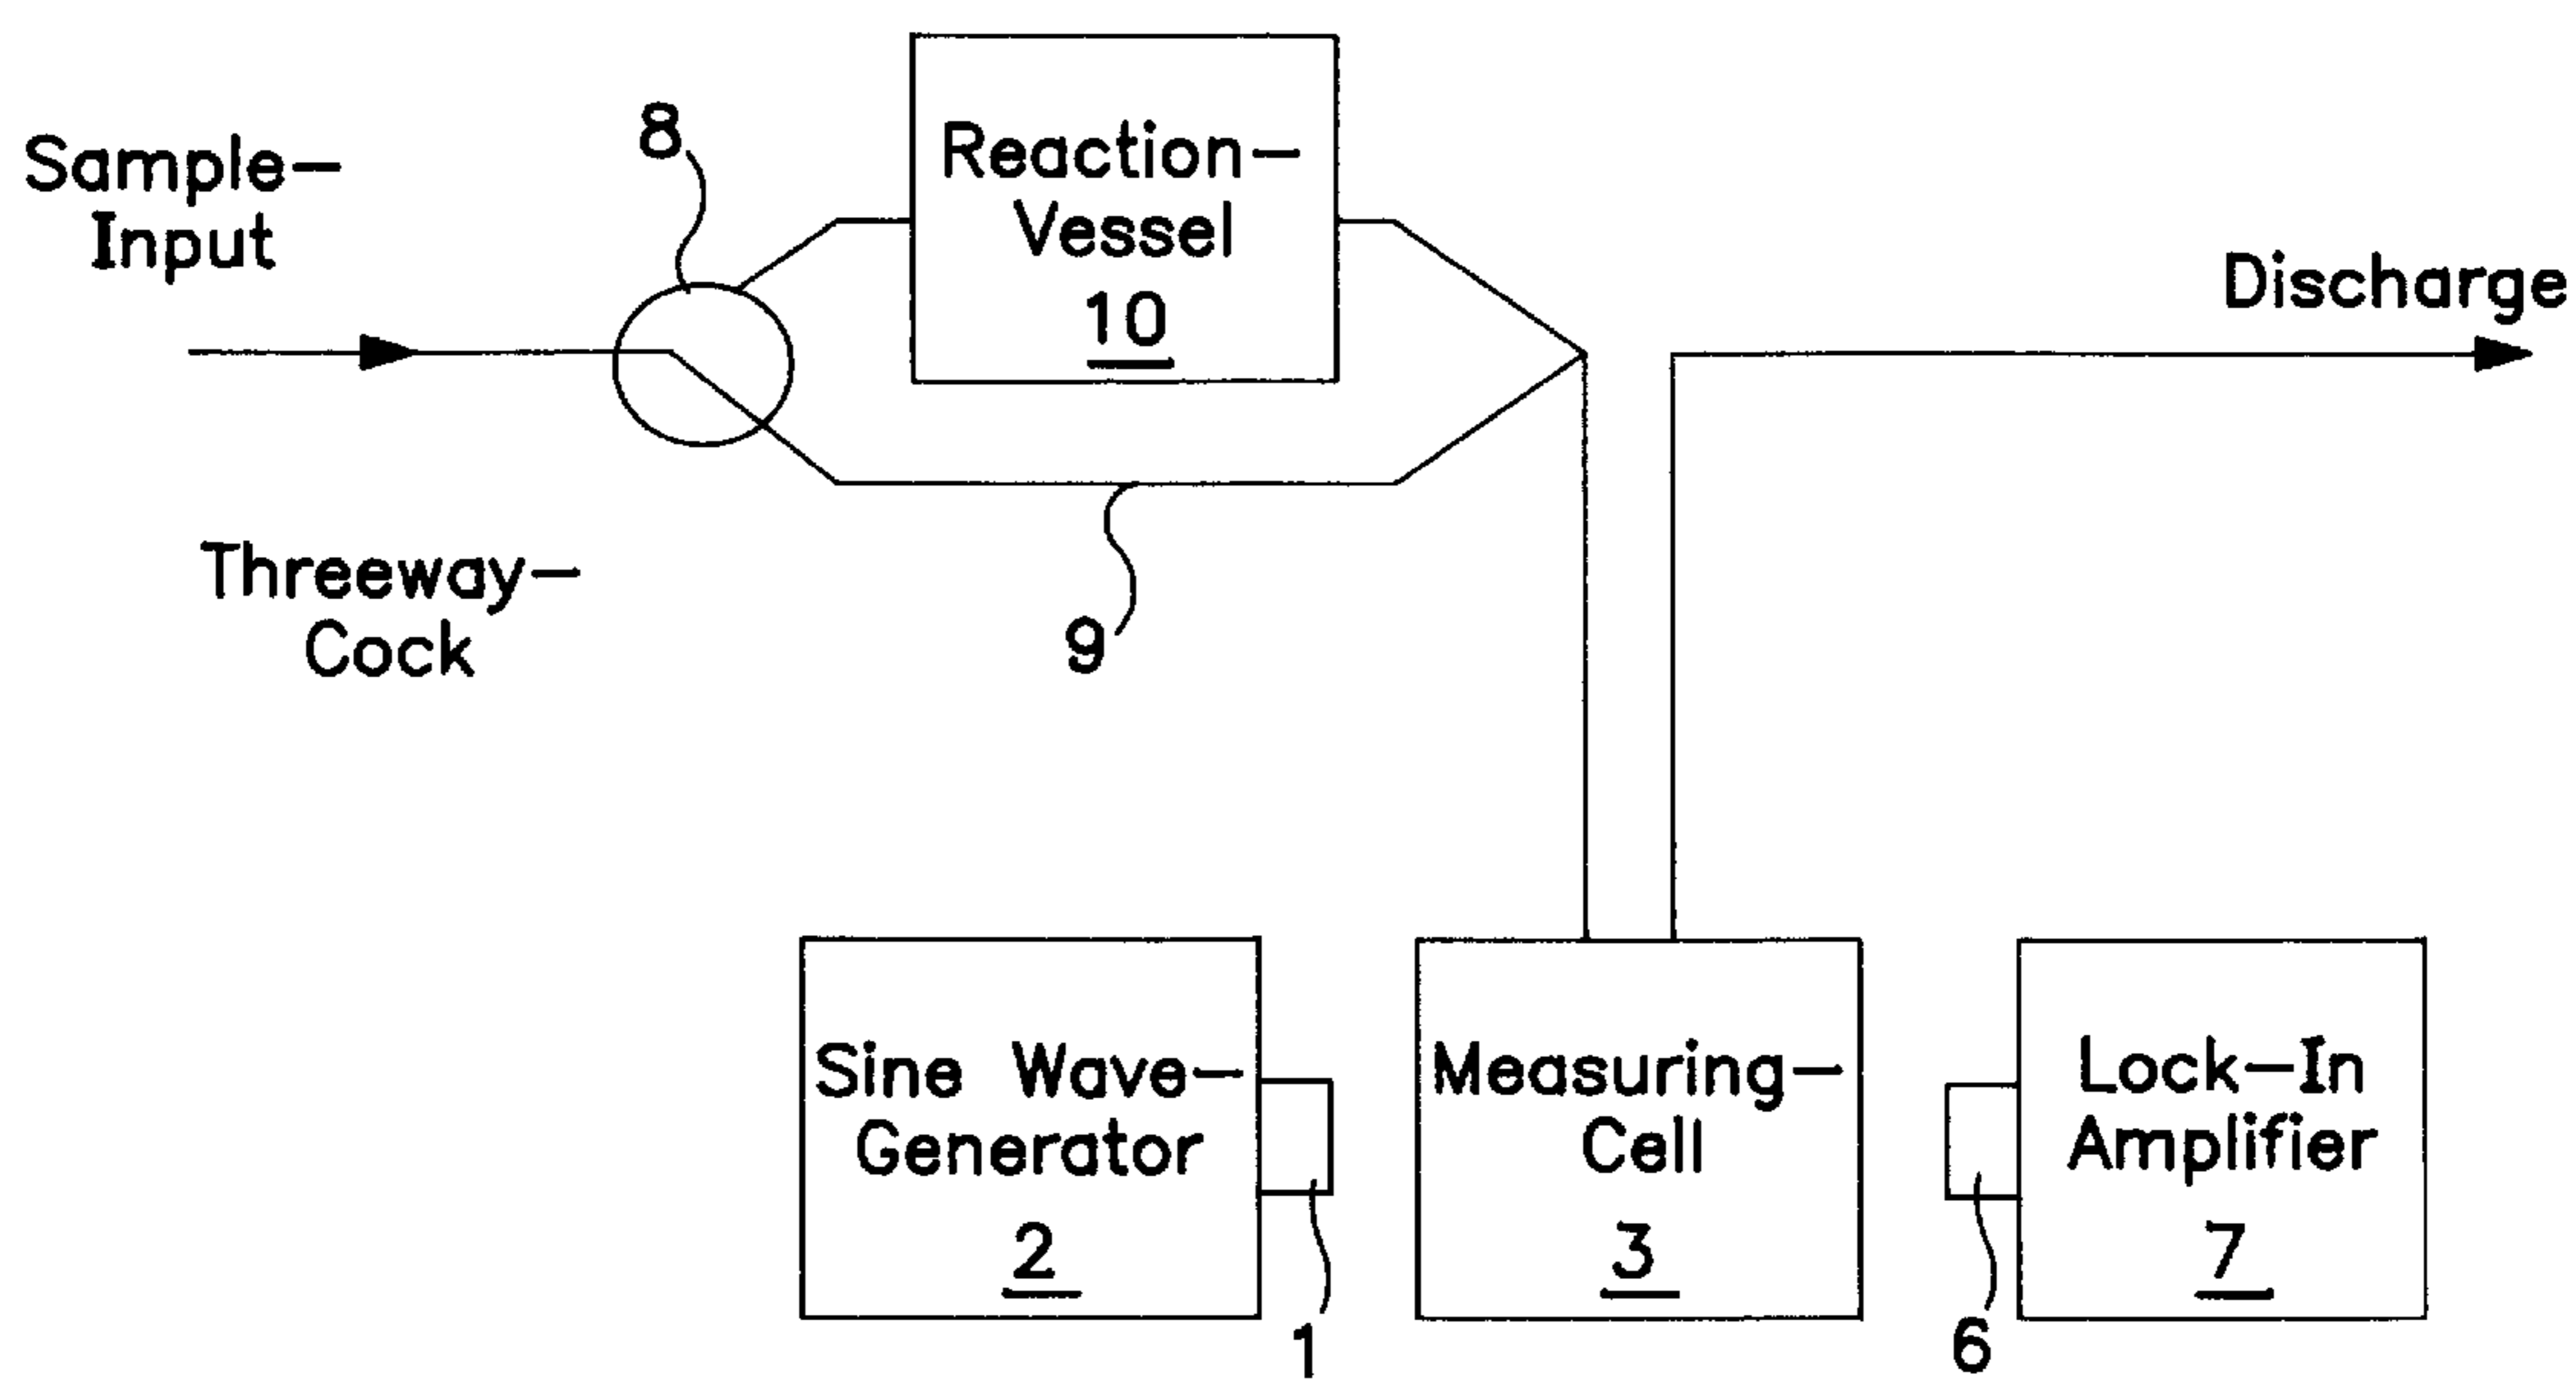 8
Sample-
Input
Reaction-
Vessel
10
Discharge
Threeway-
Cock
9
Sine Wave-
Generator
2
1
Measuring-
Cell
3
6
Lock-In
Amplifier
7